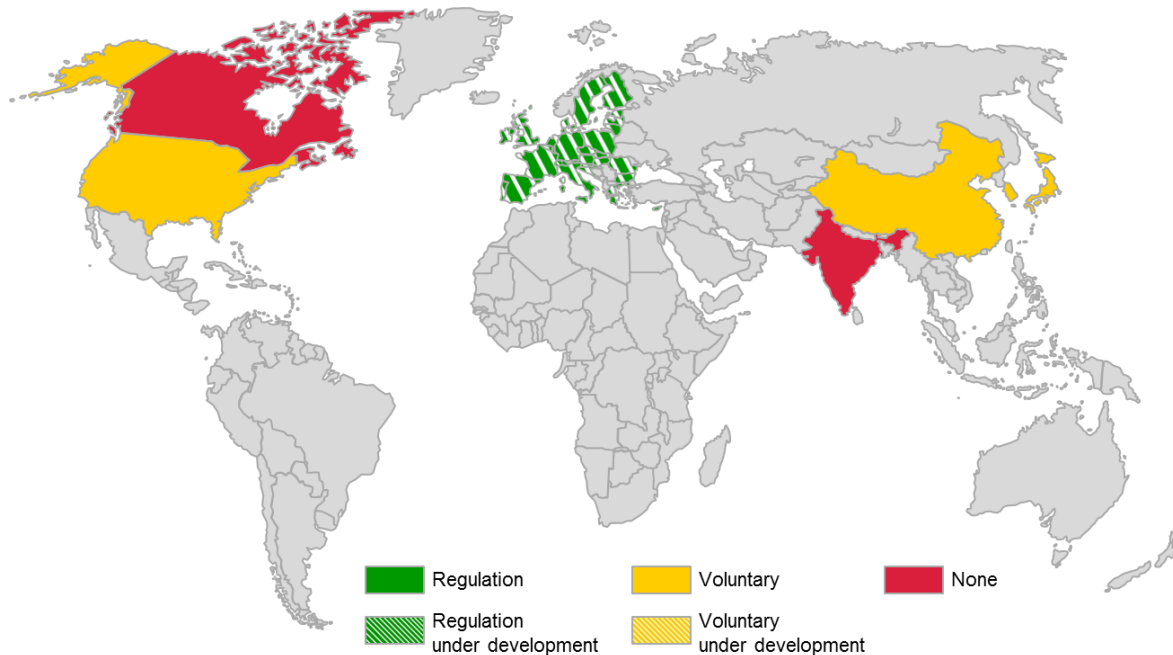 Regulation
Voluntary
None
Regulation
under development
Voluntary
under development